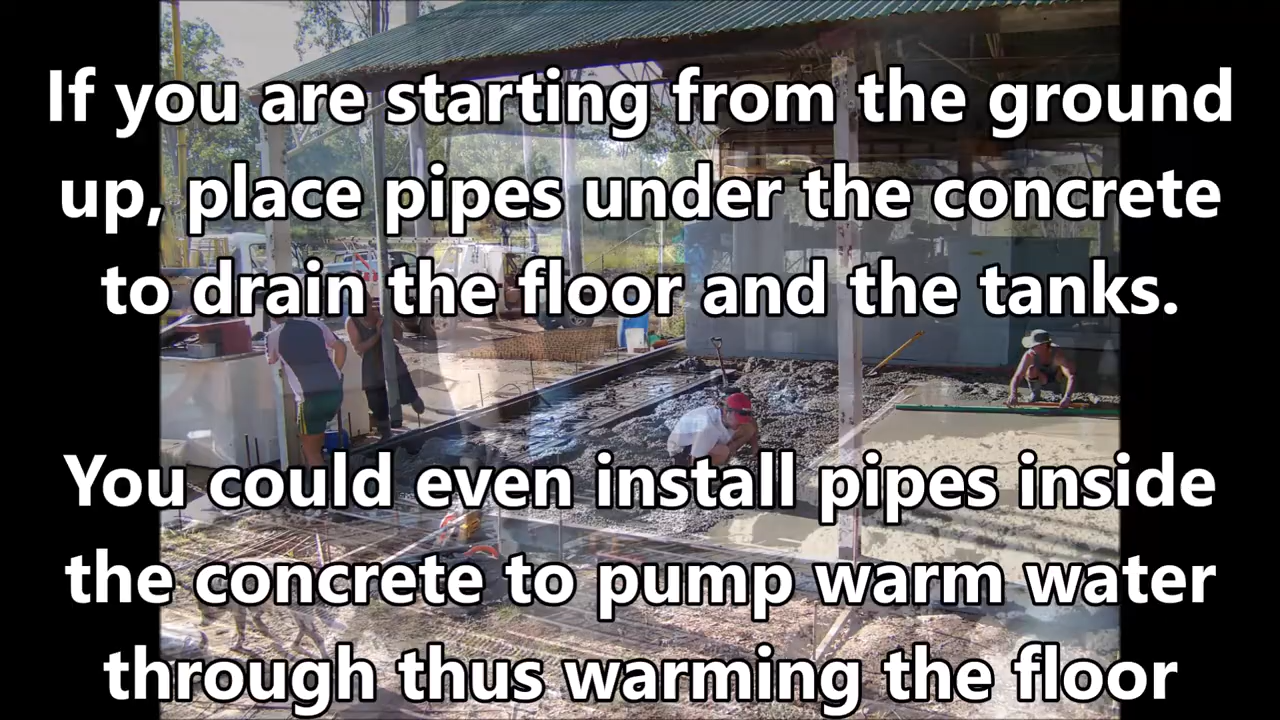 If you are starting from the ground
up, place pipes under the concrete
to drain the floor and the tanks.
You could even install pipes inside
the concrete to pump warm water
through thus warming the floor